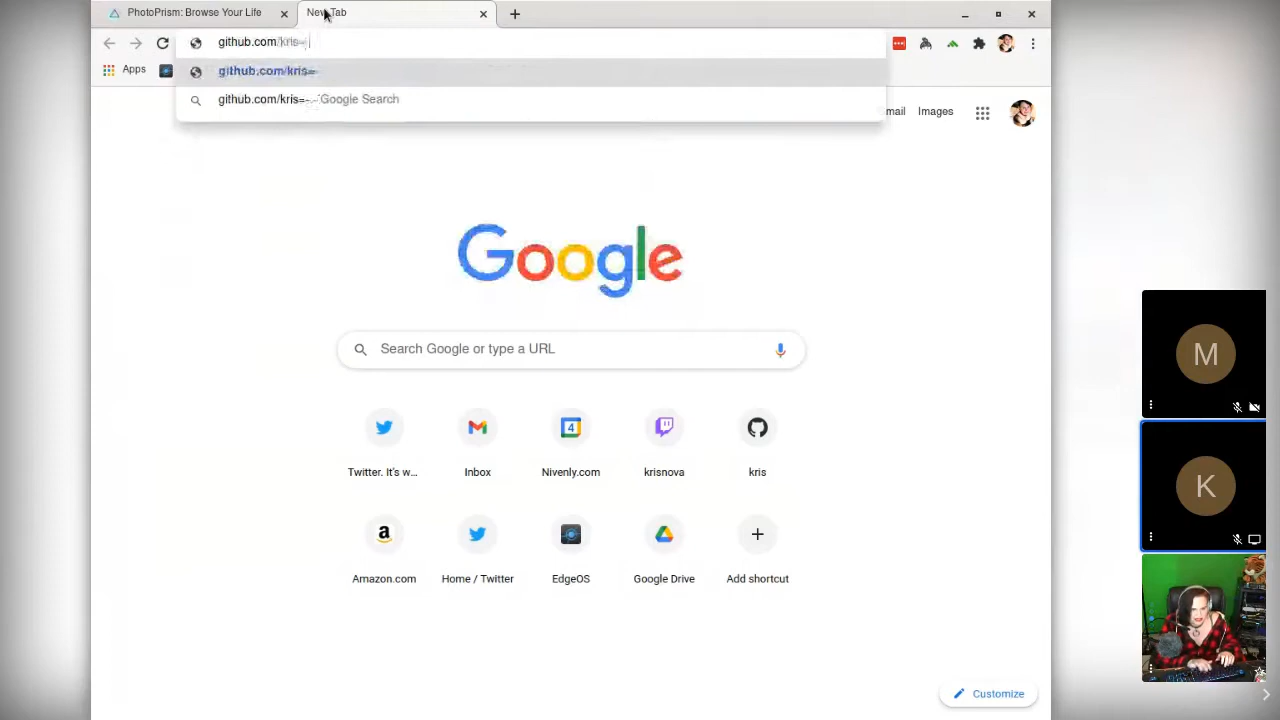 PhotoPrism: Browse Your Life
New Tab
github.com/kris=
github.com/kris=
github.com/kris=- - Google Search
Apps
mail
Images
Google
Search Google or type a URL
Twitter. It's w...
Inbox
4
Nivenly.com
krisnova
kris
a
Amazon.com
Home / Twitter
EdgeOS
Google Drive
Add shortcut
Customize
M
K